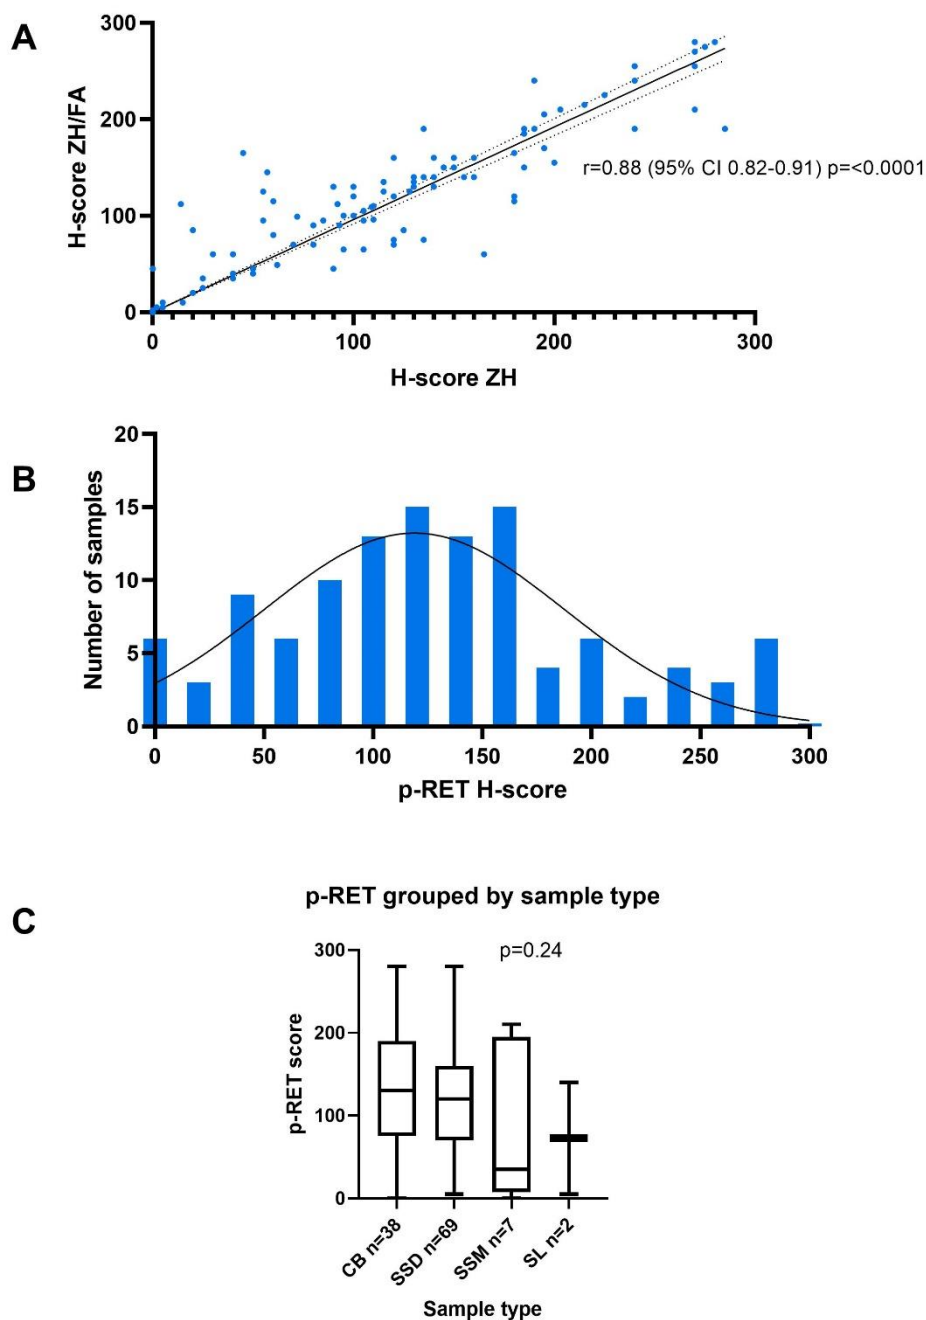 A
300
200
100
0
H-score ZH/FA
r=0.88 (95% CI 0.82-0.91) p=<0.0001
0 100 200 300
H-score ZH
B
20
15
10
5
0
Number of samples
0 50 100 150 200 250 300
p-RET H-score
p-RET grouped by sample type
C
300
200
100
0
p-RET score
p=0.24
CB n=38
SSD n=69
SSM n=7
SL n=2
Sample type